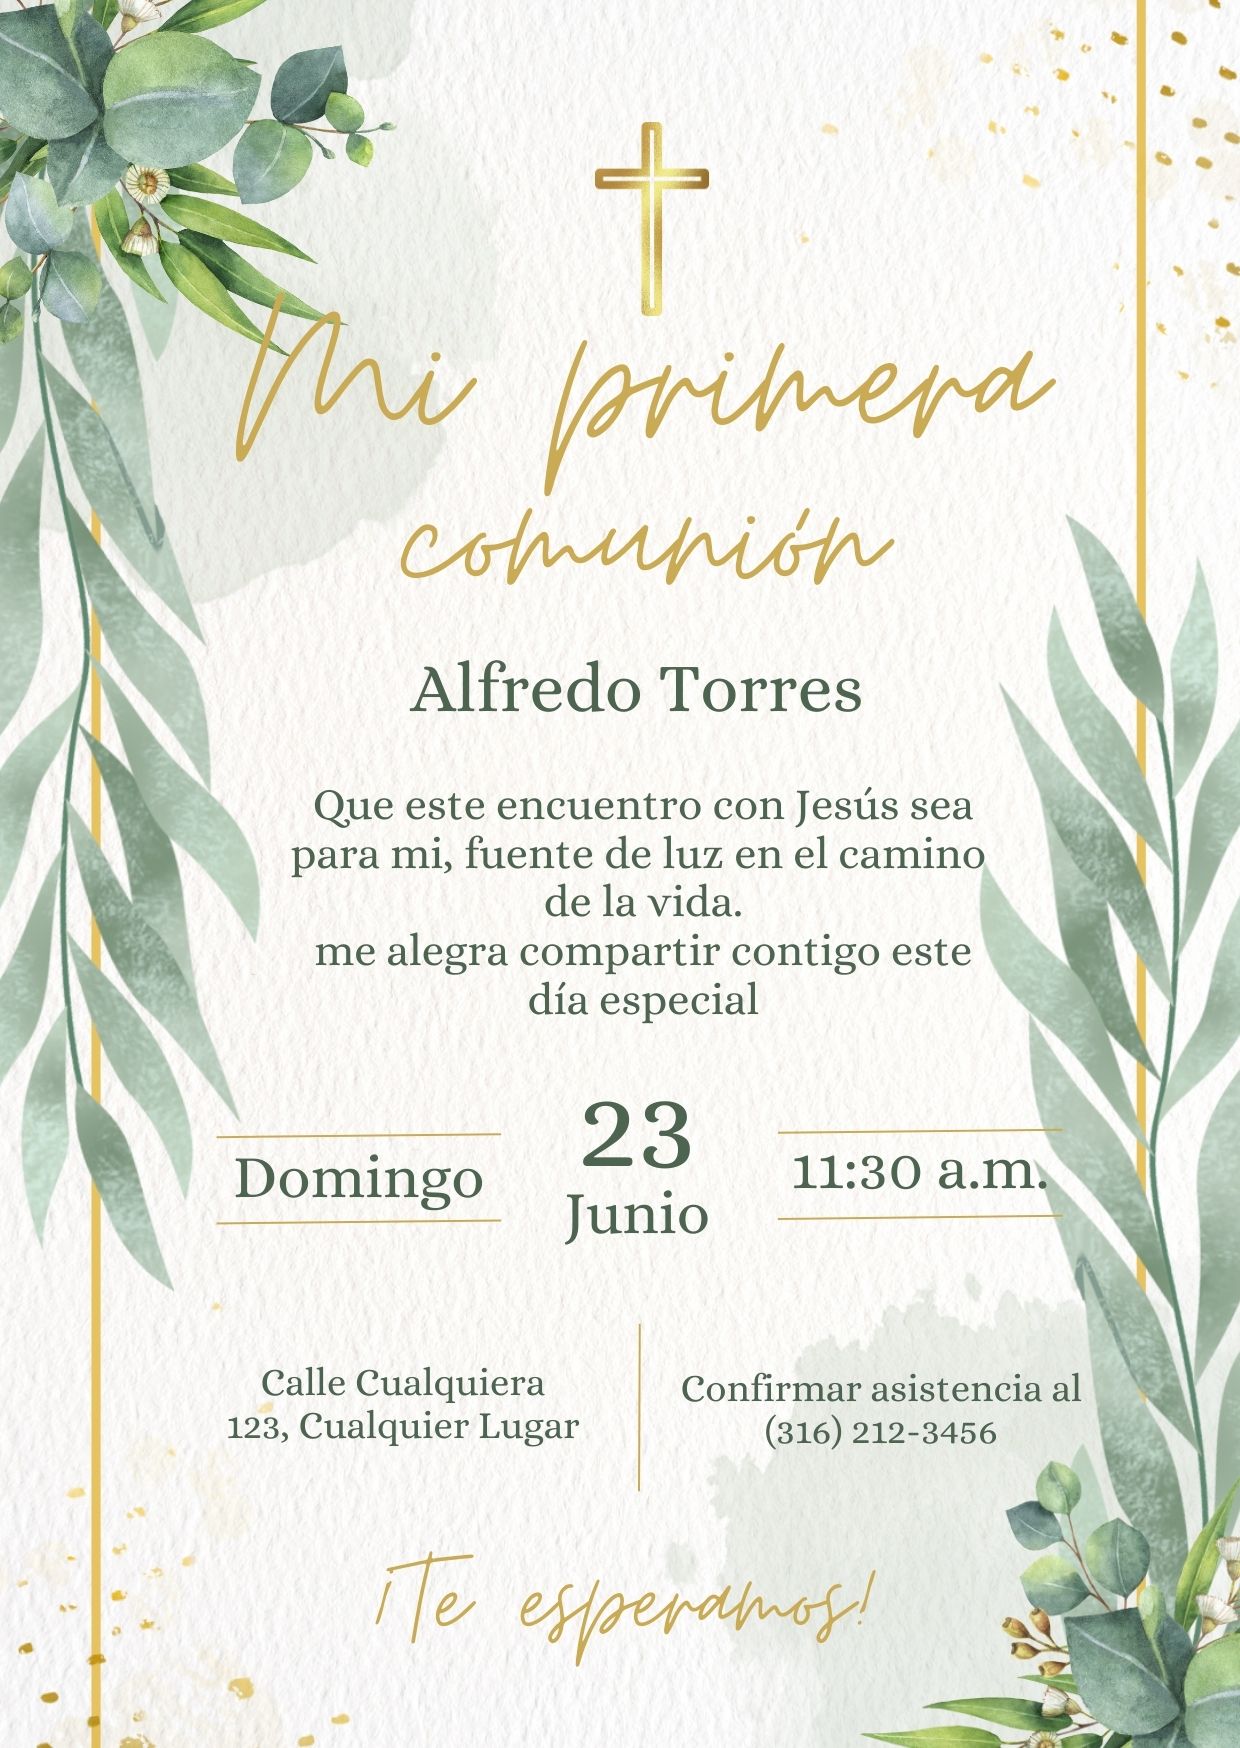 Mi primera
comunión
Alfredo Torres
Que este encuentro con Jesús sea
para mi, fuente de luz en el camino
de la vida.
me alegra compartir contigo este
día especial
Domingo
23
Junio
11:30 a.m.
Calle Cualquiera
123, Cualquier Lugar
Confirmar asistencia al
(316) 212-3456
¡Te esperamos!